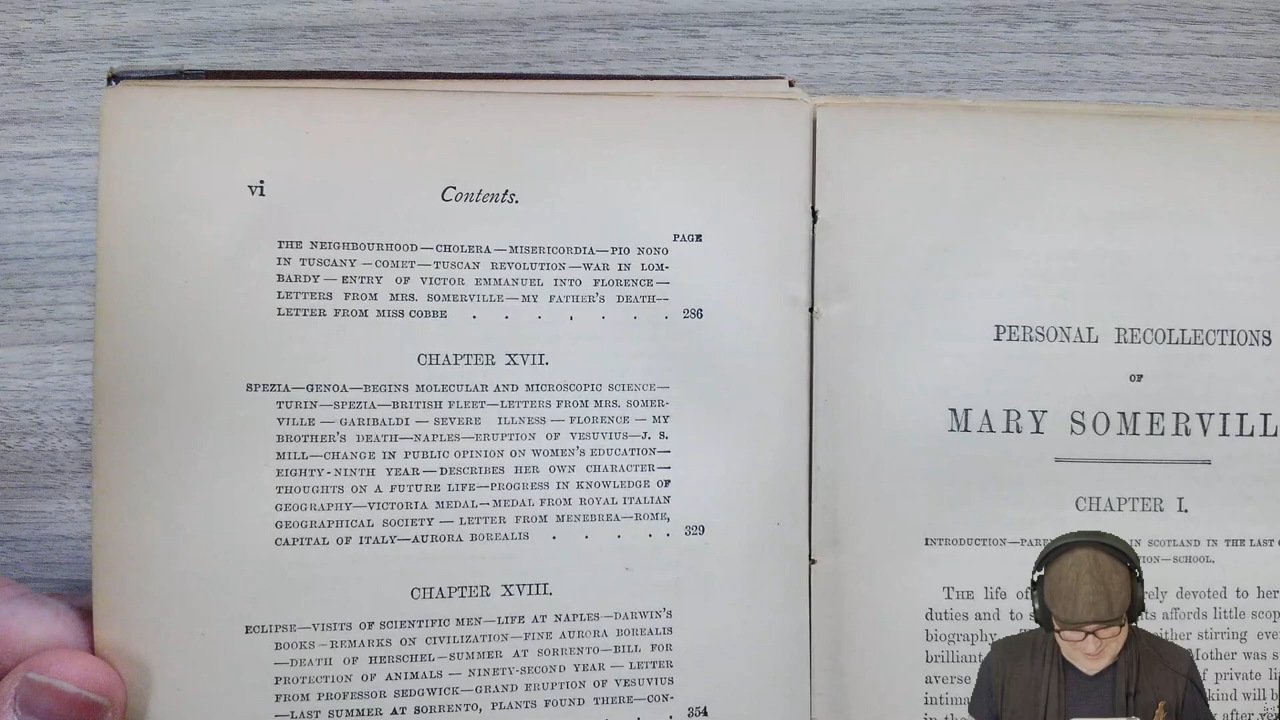 vi
Contents.
PAGE
THE NEIGHBOURHOOD—CHOLERA—MISERICORDIA—PIO NONO
IN TUSCANY—COMET—TUSCAN REVOLUTION—WAR IN LOM-
BARDY—ENTRY OF VICTOR EMMANUEL INTO FLORENCE—
LETTERS FROM MRS. SOMERVILLE—MY FATHER'S DEATH—
LETTER FROM MISS COBBE . . . . . . . 286
CHAPTER XVII.
SPEZIA—GENOA—BEGINS MOLECULAR AND MICROSCOPIC SCIENCE—
TURIN—SPEZIA—BRITISH FLEET—LETTERS FROM MRS. SOMER-
VILLE—GARIBALDI—SEVERE ILLNESS—FLORENCE—MY
BROTHER'S DEATH—NAPLES—ERUPTION OF VESUVIUS—J. S.
MILL—CHANGE IN PUBLIC OPINION ON WOMEN'S EDUCATION—
EIGHTY-NINTH YEAR—DESCRIBES HER OWN CHARACTER—
THOUGHTS ON A FUTURE LIFE—PROGRESS IN KNOWLEDGE OF
GEOGRAPHY—VICTORIA MEDAL—MEDAL FROM ROYAL ITALIAN
GEOGRAPHICAL SOCIETY—LETTER FROM MENEBREA—ROME,
CAPITAL OF ITALY—AURORA BOREALIS . . . . . 329
CHAPTER XVIII.
ECLIPSE—VISITS OF SCIENTIFIC MEN—LIFE AT NAPLES—DARWIN'S
BOOKS—REMARKS ON CIVILIZATION—FINE AURORA BOREALIS
—DEATH OF HERSCHEL—SUMMER AT SORRENTO—BILL FOR
PROTECTION OF ANIMALS—NINETY-SECOND YEAR—LETTER
FROM PROFESSOR SEDGWICK—GRAND ERUPTION OF VESUVIUS
—LAST SUMMER AT SORRENTO, PLANTS FOUND THERE—CON-
354
PERSONAL RECOLLECTIONS
OF
MARY SOMERVILL
CHAPTER I.
INTRODUCTION— IN SCOTLAND IN THE LAST
—SCHOOL.
The life of devoted to her
duties and to affords little scop
biography stirring eve
brilliant Mother was
averse private li
kind will b
in the after